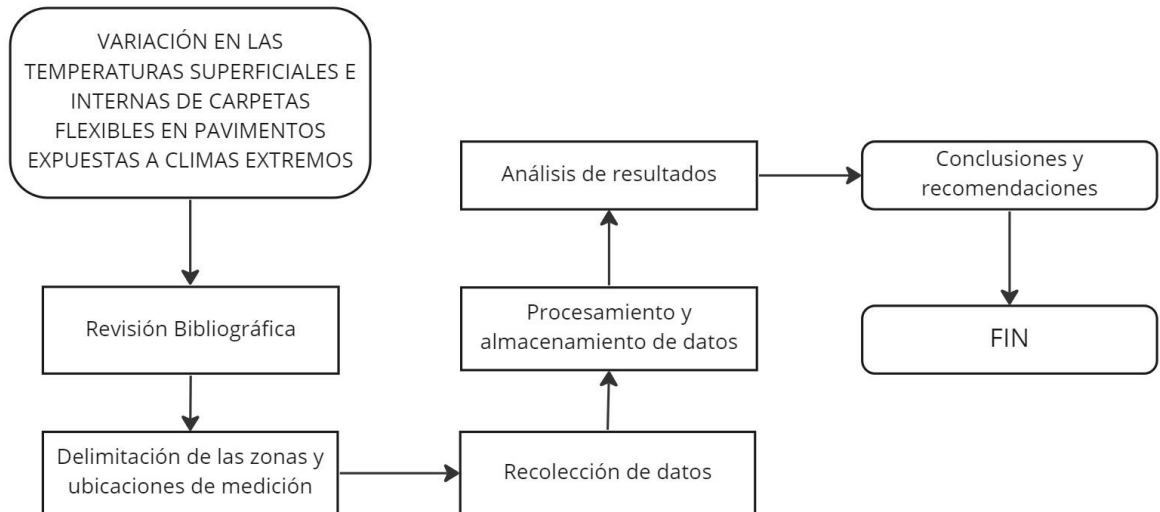 VARIACIÓN EN LAS
TEMPERATURAS SUPERFICIALES E
INTERNAS DE CARPETAS
FLEXIBLES EN PAVIMENTOS
EXPUESTAS A CLIMAS EXTREMOS
Revisión Bibliográfica
Delimitación de las zonas y
ubicaciones de medición
Recolección de datos
Procesamiento y
almacenamiento de datos
Análisis de resultados
Conclusiones y
recomendaciones
FIN